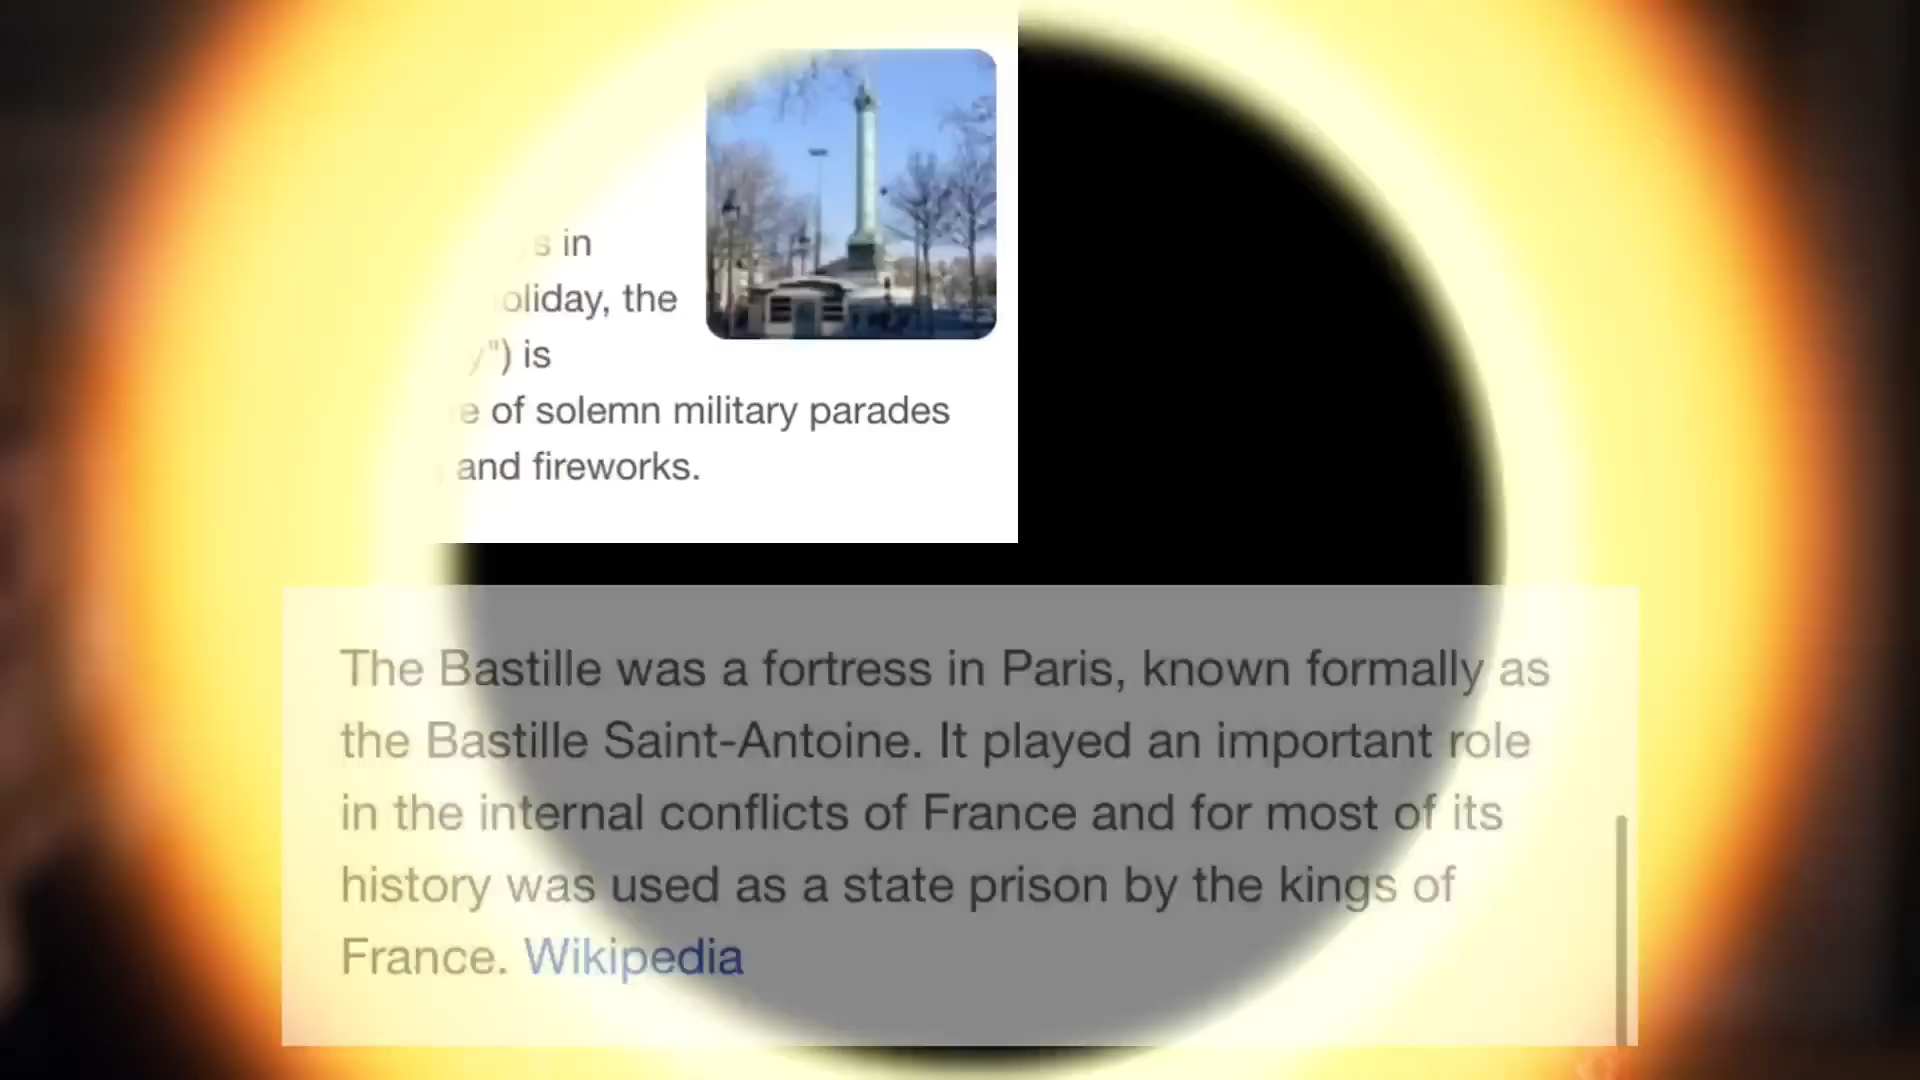 in
the
is
of solemn military parades
and fireworks.
The Bastille was a fortress in Paris, known formally as
the Bastille Saint-Antoine. It played an important role
in the internal conflicts of France and for most of its
history was used as a state prison by the kings of
France. Wikipedia